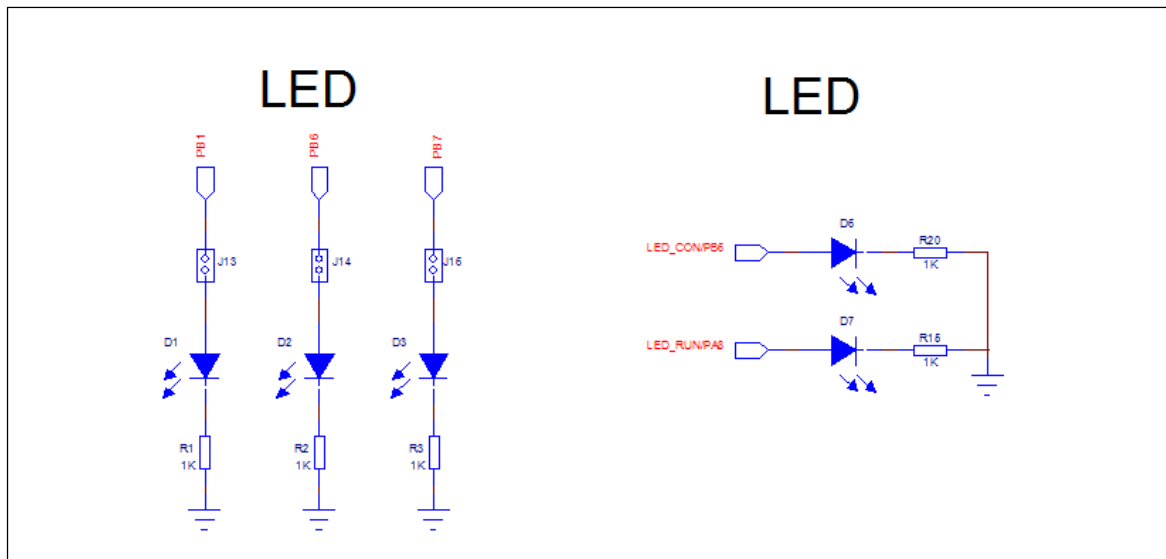 LED
PB1
PB6
PB7
J13
J14
J15
D1
D2
D3
R1
1K
R2
1K
R3
1K
LED
LED_CON/PB6
D6
R20
1K
LED_RUN/PA8
D7
R15
1K